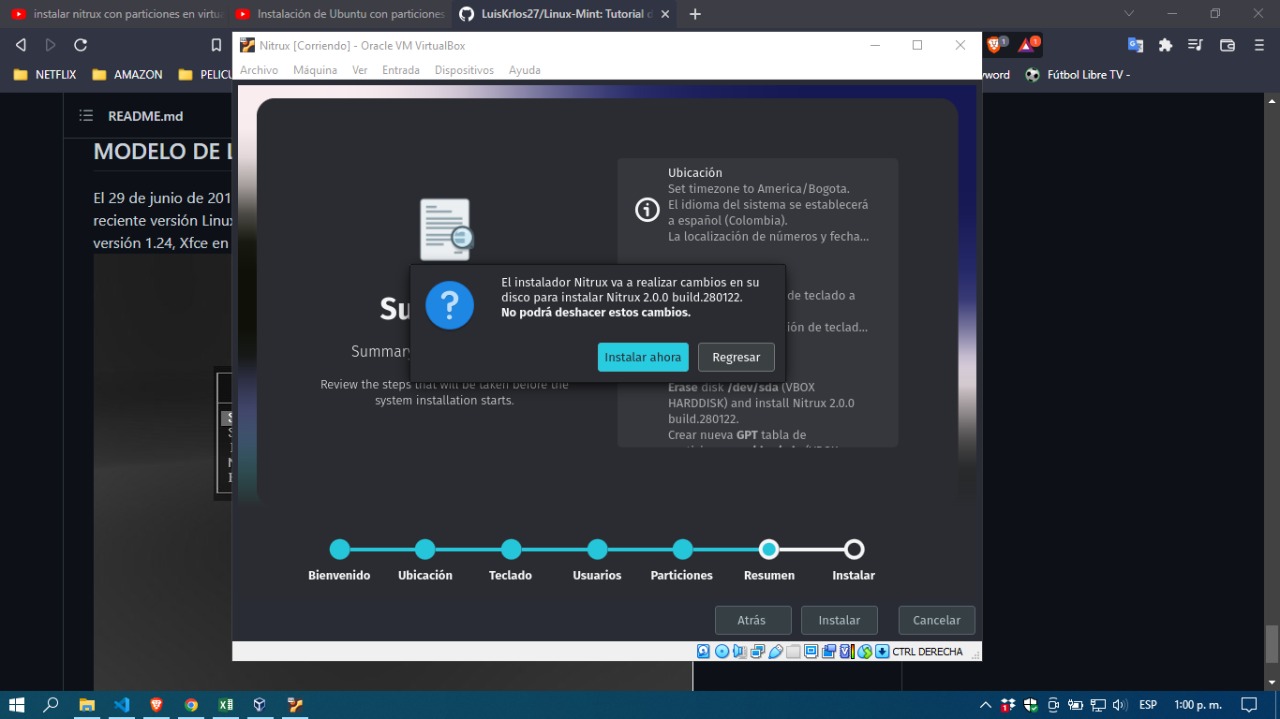 instalar nitrux con particiones en virtu
Instalación de Ubuntu con particiones
LuisKrlos27/Linux-Mint: Tutorial d
Nitrux [Corriendo] - Oracle VM VirtualBox
Archivo Máquina Ver Entrada Dispositivos Ayuda
NETFLIX
AMAZON
PELICU
yword
Fútbol Libre TV -
README.md
MODELO DE L
El 29 de junio de 201
reciente versión Linux
versión 1.24, Xfce en
Ubicación
Set timezone to America/Bogota.
El idioma del sistema se establecerá
a español (Colombia).
La localización de números y fecha...
de teclado a
ión de teclad...
Erase disk /dev/sda (VBOX
HARDDISK) and install Nitrux 2.0.0
build.280122.
Crear nueva GPT tabla de
Su
Summary
Review the steps that will be taken before the
system installation starts.
El instalador Nitrux va a realizar cambios en su
disco para instalar Nitrux 2.0.0 build.280122.
No podrá deshacer estos cambios.
Instalar ahora
Regresar
Bienvenido
Ubicación
Teclado
Usuarios
Particiones
Resumen
Instalar
Atrás
Instalar
Cancelar
CTRL DERECHA
ESP
1:00 p. m.